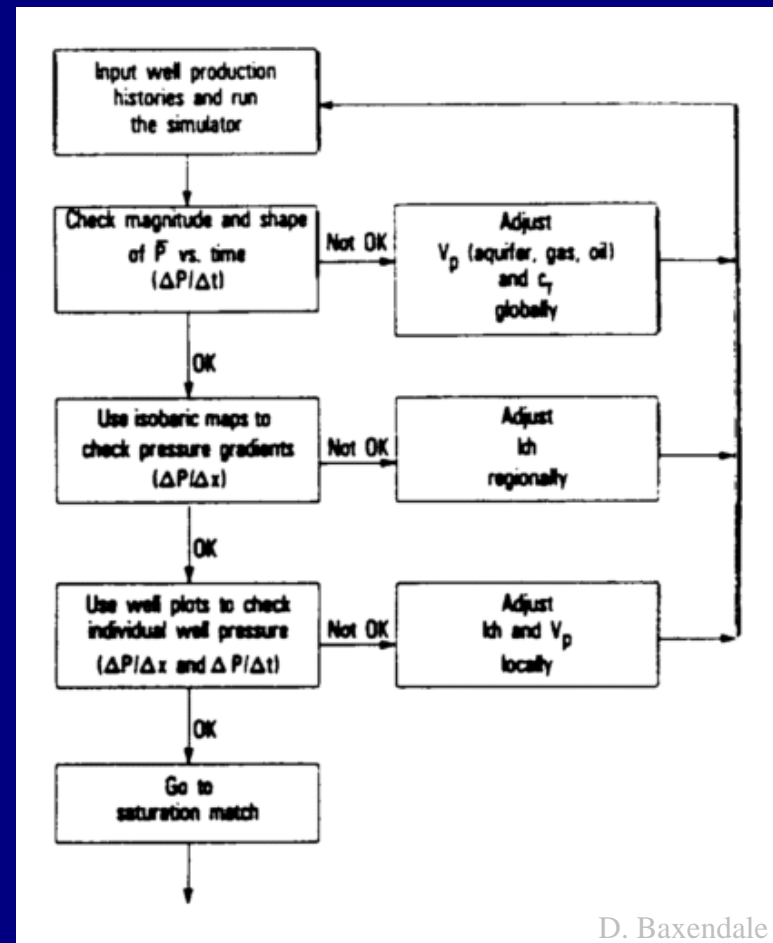 Input well production
histories and run
the simulator
Check magnitude and shape
of P̄ vs. time
(ΔP/Δt)
Not OK
Adjust
Vp (aquifer, gas, oil)
and cᵣ
globally
OK
Use isobaric maps to
check pressure gradients
(ΔP/Δx)
Not OK
Adjust
kh
regionally
OK
Use well plots to check
individual well pressure
(ΔP/Δx and ΔP/Δt)
Not OK
Adjust
kh and Vp
locally
OK
Go to
saturation match
D. Baxendale